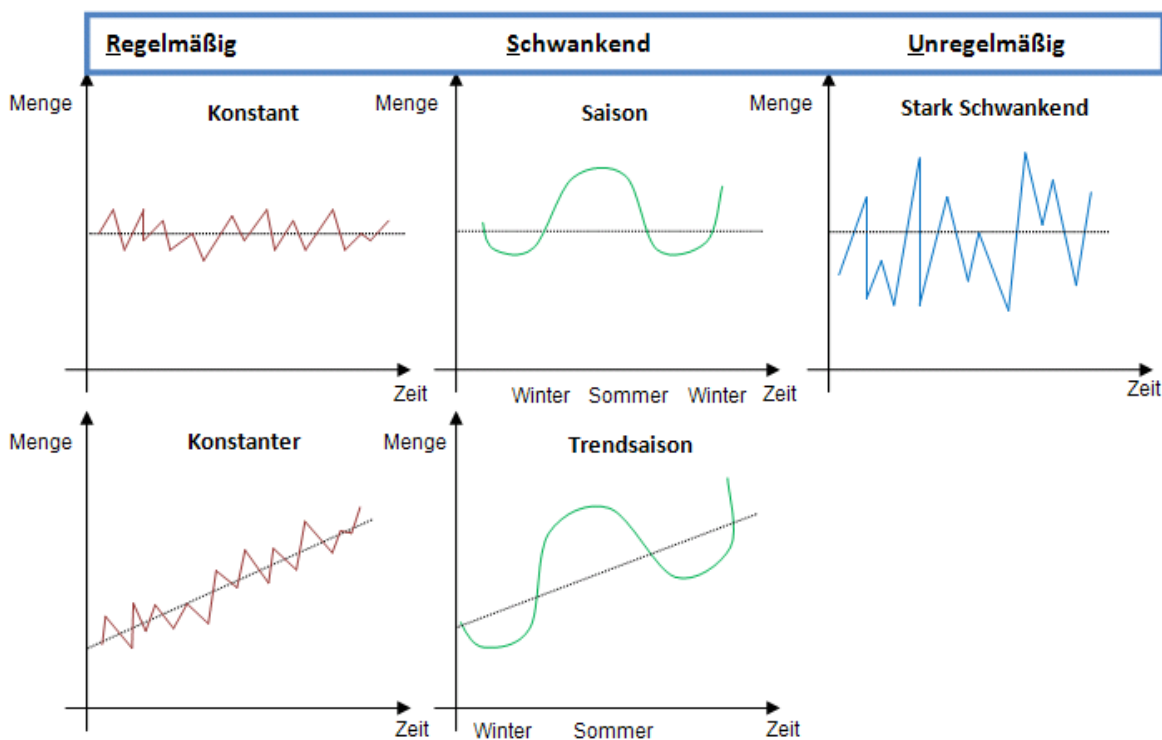 Regelmäßig Schwankend Unregelmäßig
Menge Konstant Menge Saison Menge Stark Schwankend
Zeit Winter Sommer Winter Zeit Zeit
Menge Konstanter Menge Trendsaison
Zeit Winter Sommer Zeit